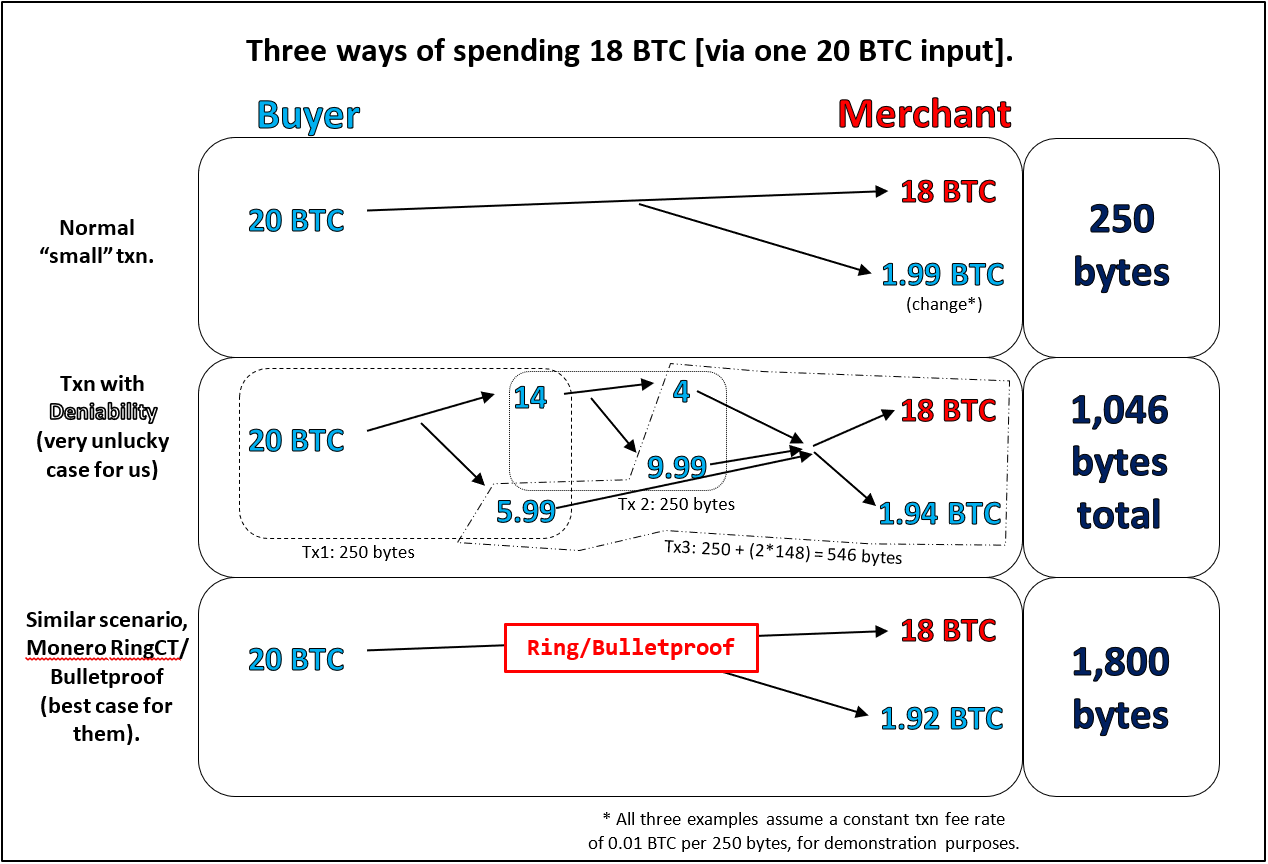 Three ways of spending 18 BTC [via one 20 BTC input].
Buyer
Merchant
Normal
“small” txn.
20 BTC
18 BTC
1.99 BTC
(change*)
250
bytes
Txn with
Deniability
(very unlucky
case for us)
20 BTC
14
5.99
4
9.99
18 BTC
1.94 BTC
Tx1: 250 bytes
Tx 2: 250 bytes
Tx3: 250 + (2*148) = 546 bytes
1,046
bytes
total
Similar scenario,
Monero RingCT/
Bulletproof
(best case for
them).
20 BTC
Ring/Bulletproof
18 BTC
1.92 BTC
1,800
bytes
* All three examples assume a constant txn fee rate
of 0.01 BTC per 250 bytes, for demonstration purposes.